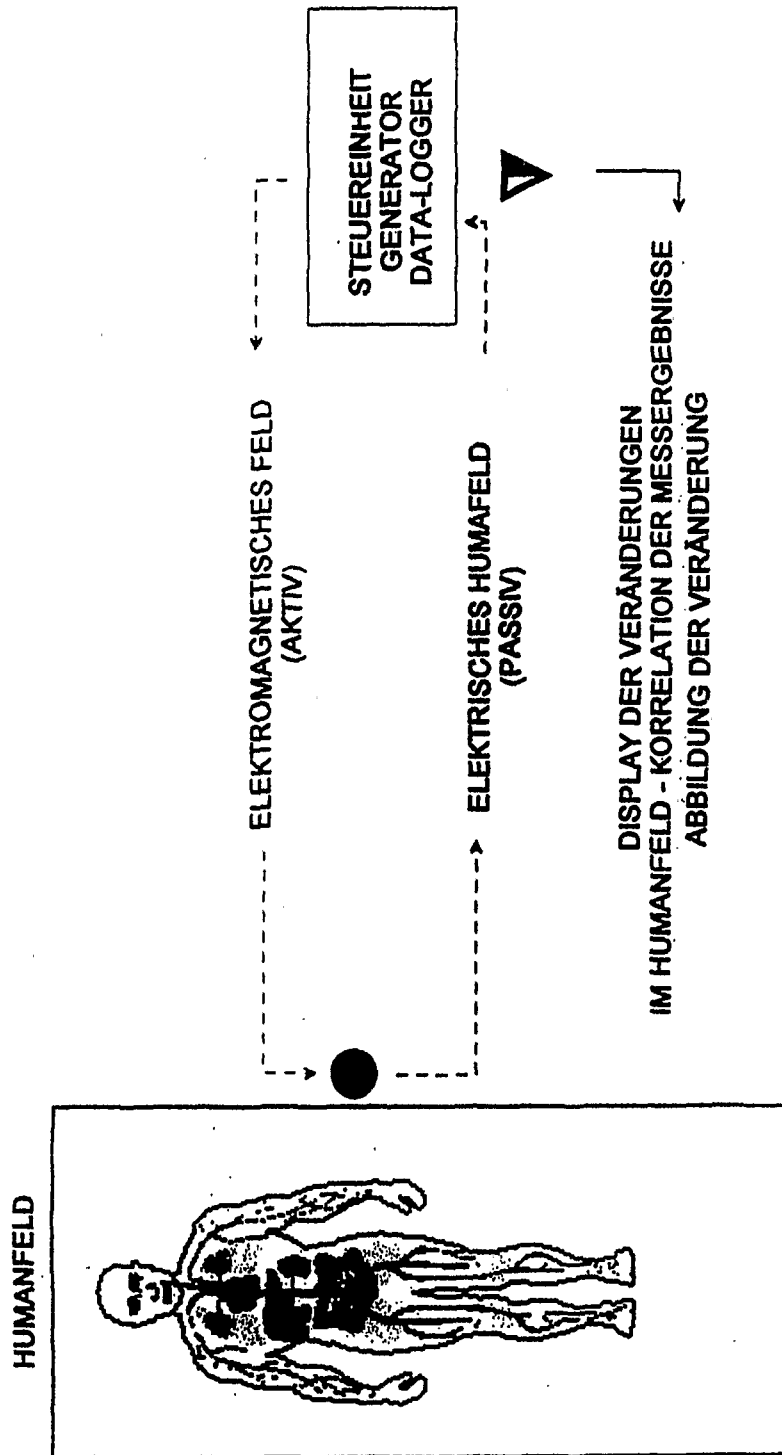 HUMANFELD
ELEKTROMAGNETISCHES FELD
(AKTIV)
STEUEREINHEIT
GENERATOR
DATA-LOGGER
ELEKTRISCHES HUMAFELD
(PASSIV)
DISPLAY DER VERÄNDERUNGEN
IM HUMANFELD - KORRELATION DER MESSERGEBNISSE
ABBILDUNG DER VERÄNDERUNG